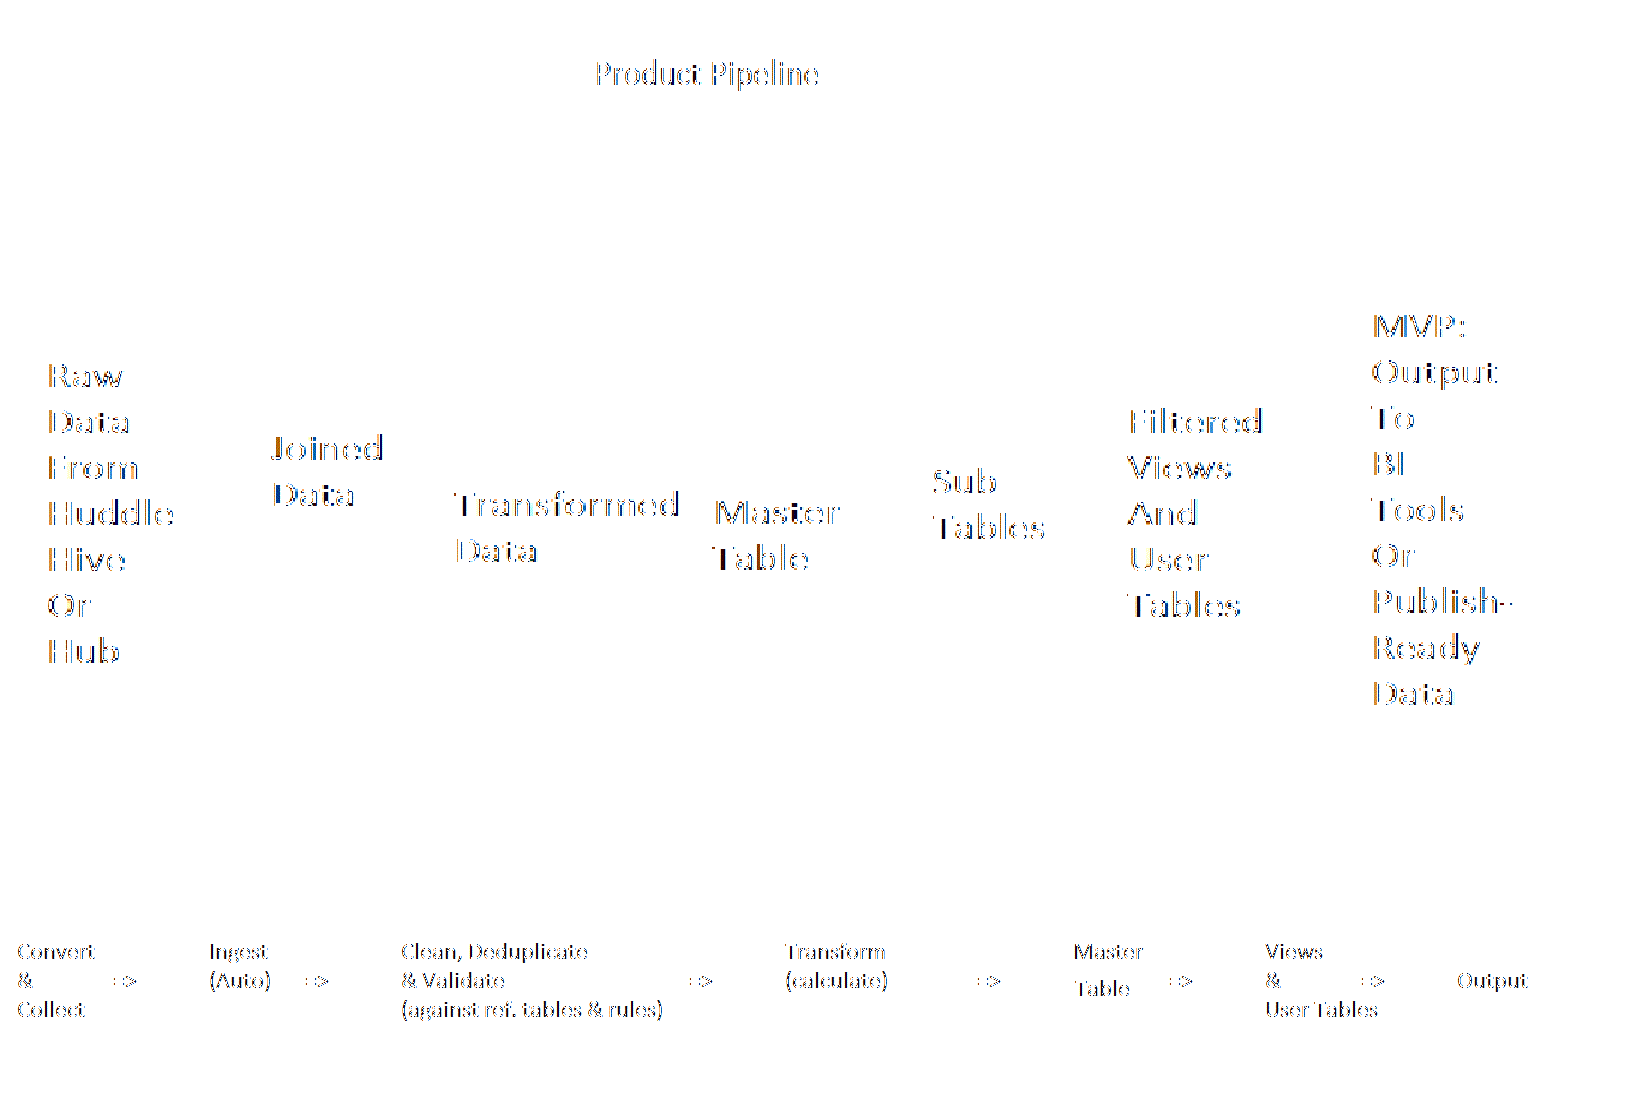 Product Pipeline
Raw
Data
From
Huddle
Hive
Or
Hub
Joined
Data
Transformed
Data
Master
Table
Sub
Tables
Filtered
Views
And
User
Tables
MVP:
Output
To
BI
Tools
Or
Publish-
Ready
Data
Convert
&
Collect
=>
Ingest
(Auto)
=>
Clean, Deduplicate
& Validate
(against ref. tables & rules)
=>
Transform
(calculate)
=>
Master
Table
=>
Views
&
User Tables
=>
Output